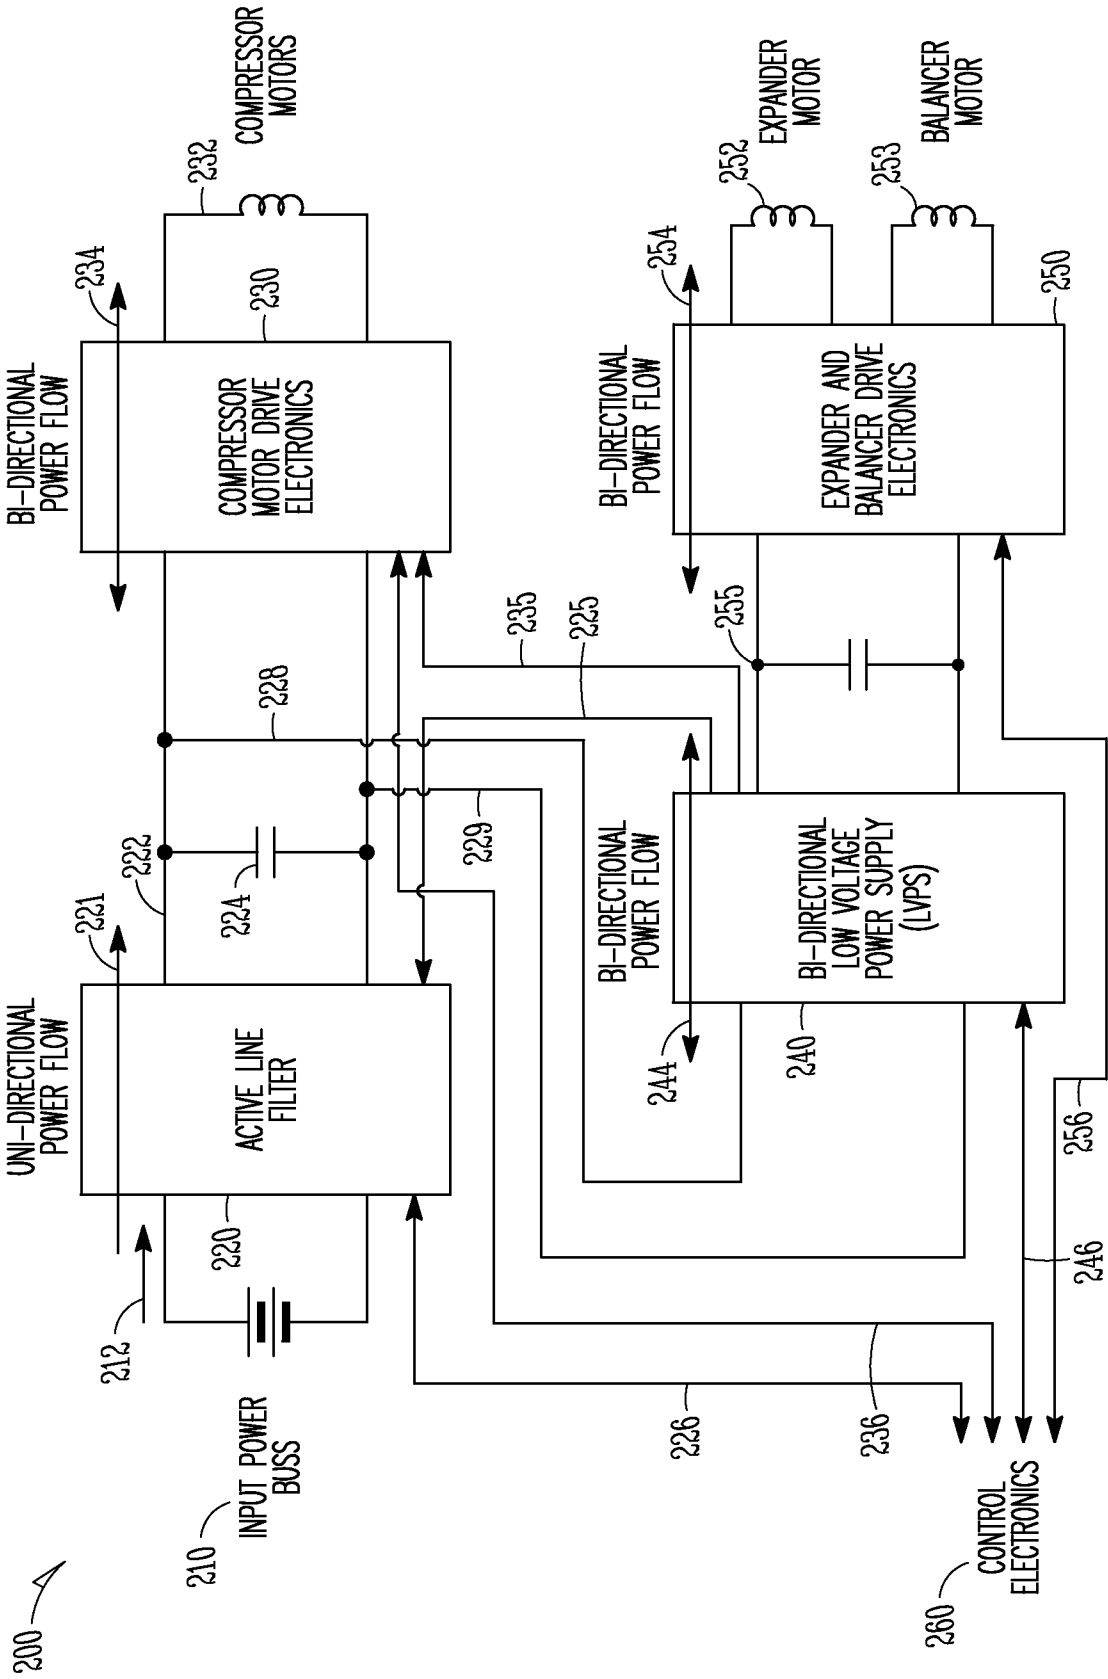 200
210
INPUT POWER
BUSS
212
UNI-DIRECTIONAL
POWER FLOW
221
220
ACTIVE LINE
FILTER
222
224
228
229
BI-DIRECTIONAL
POWER FLOW
234
230
COMPRESSOR
MOTOR DRIVE
ELECTRONICS
232
COMPRESSOR
MOTORS
235
225
226
236
BI-DIRECTIONAL
POWER FLOW
244
240
BI-DIRECTIONAL
LOW VOLTAGE
POWER SUPPLY
(LVPS)
255
BI-DIRECTIONAL
POWER FLOW
254
250
EXPANDER AND
BALANCER DRIVE
ELECTRONICS
252
EXPANDER
MOTOR
253
BALANCER
MOTOR
246
256
260
CONTROL
ELECTRONICS